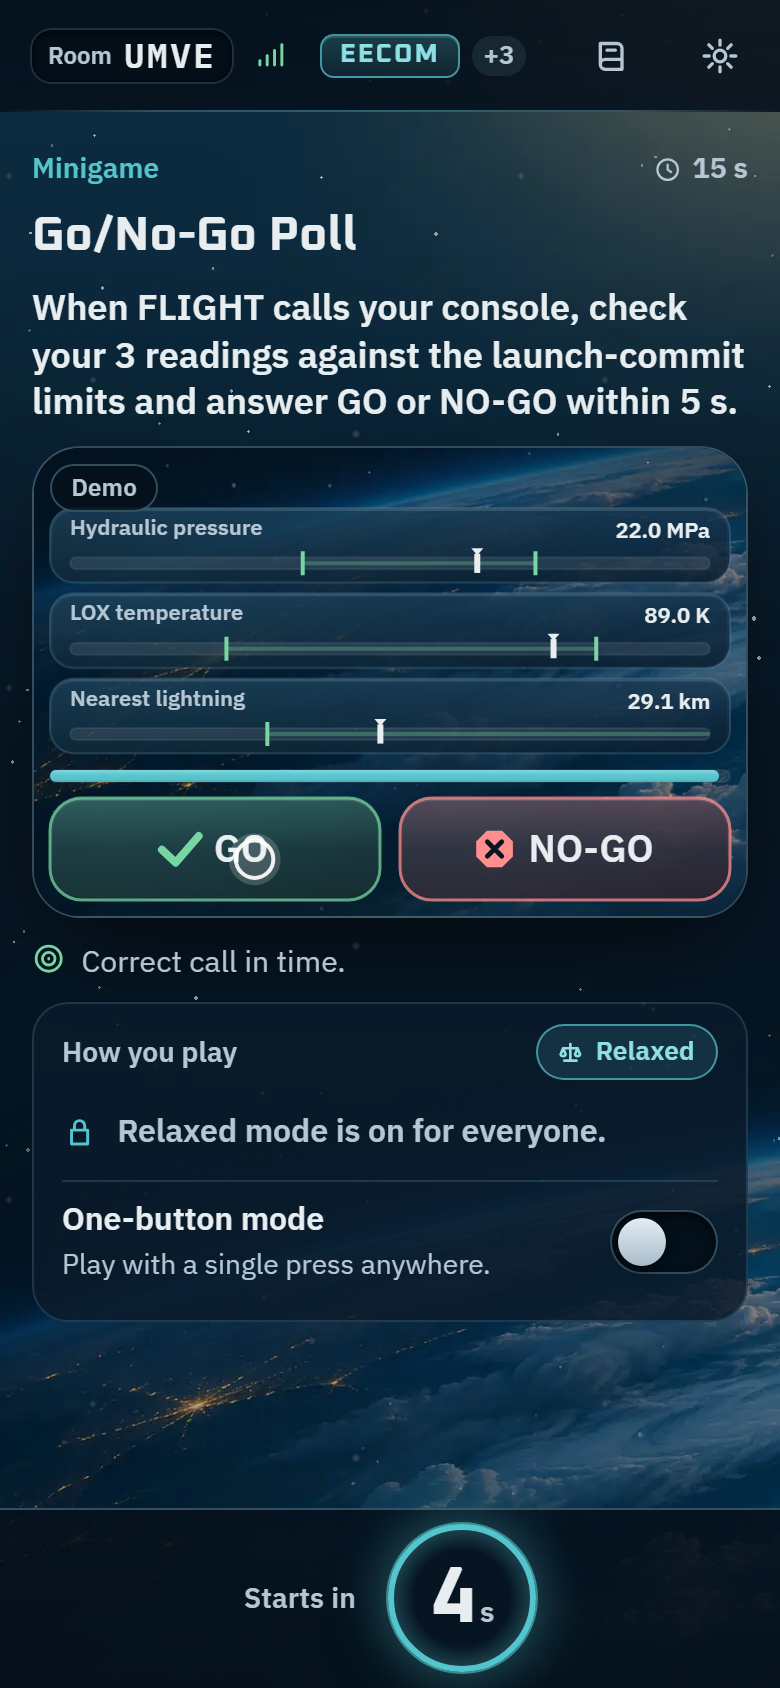 Room UMVE EECOM +3
Minigame 15 s
Go/No-Go Poll
When FLIGHT calls your console, check
your 3 readings against the launch-commit
limits and answer GO or NO-GO within 5 s.
Demo
Hydraulic pressure 22.0 MPa
LOX temperature 89.0 K
Nearest lightning 29.1 km
GO NO-GO
Correct call in time.
How you play Relaxed
Relaxed mode is on for everyone.
One-button mode
Play with a single press anywhere.
Starts in 4 s